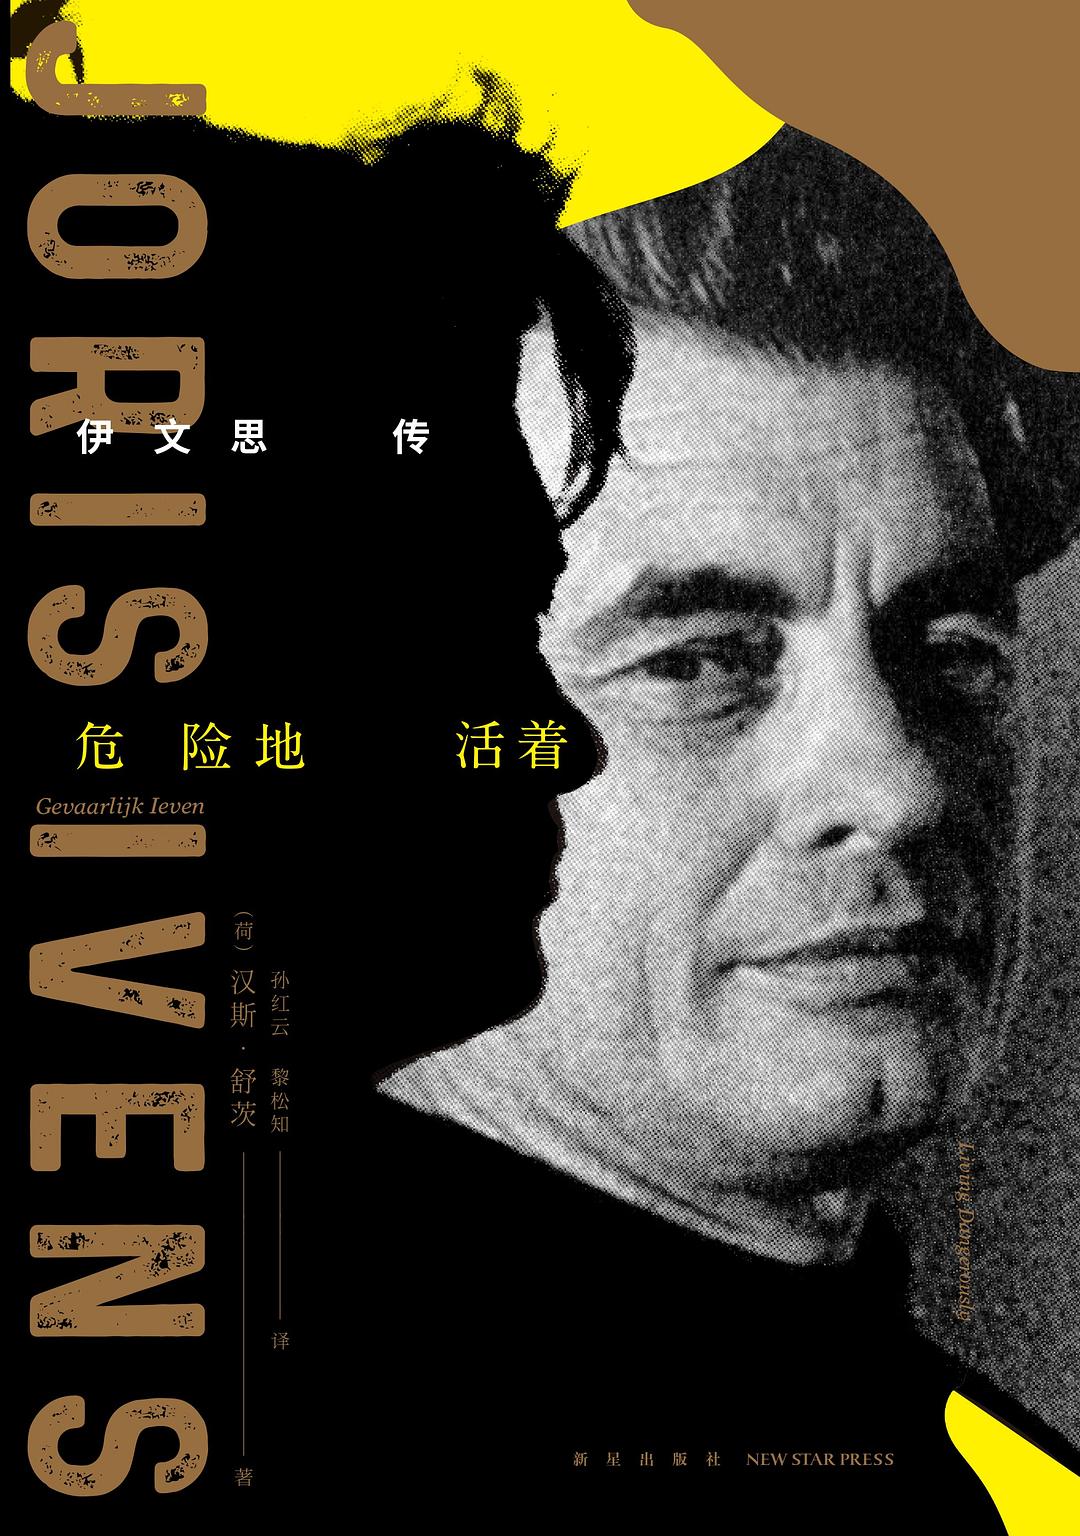 JORIS IVENS
伊文思 传
危险地 活着
Gevaarlijk Ieven
（荷）汉斯·舒茨 著
孙红云 黎松知 译
Living Dangerously
新星出版社 NEW STAR PRESS